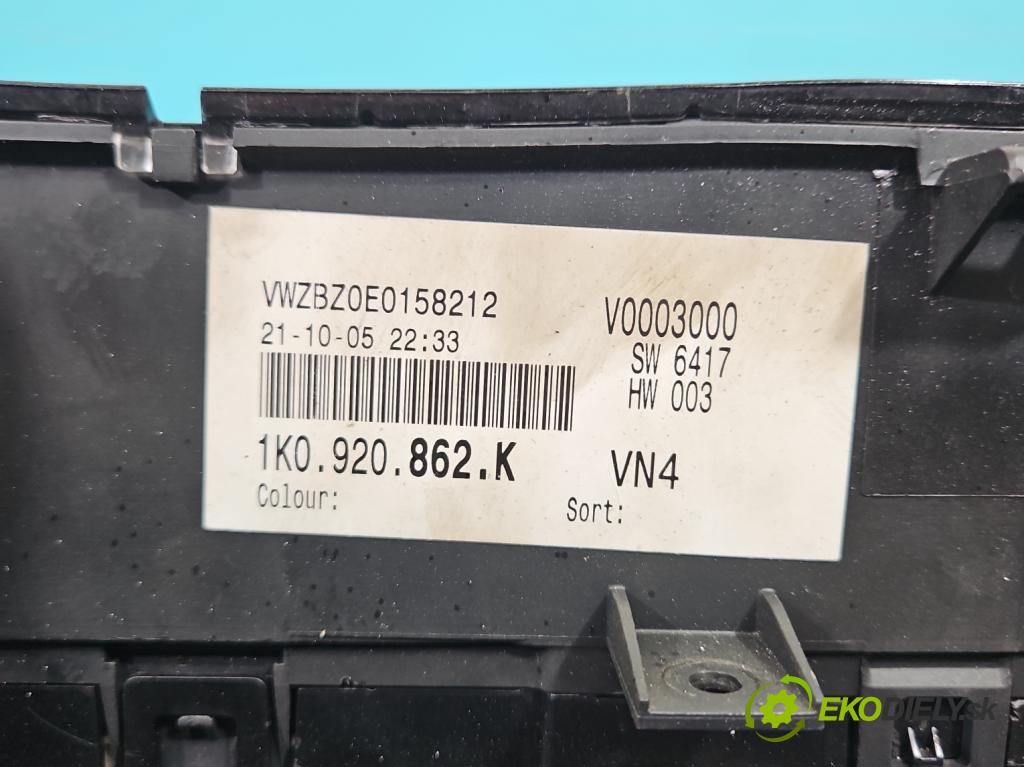 VWZBZ0E0158212
21-10-05 22:33
1K0.920.862.K
Colour:
V0003000
SW 6417
HW 003
VN4
Sort:
EKODIELY.sk